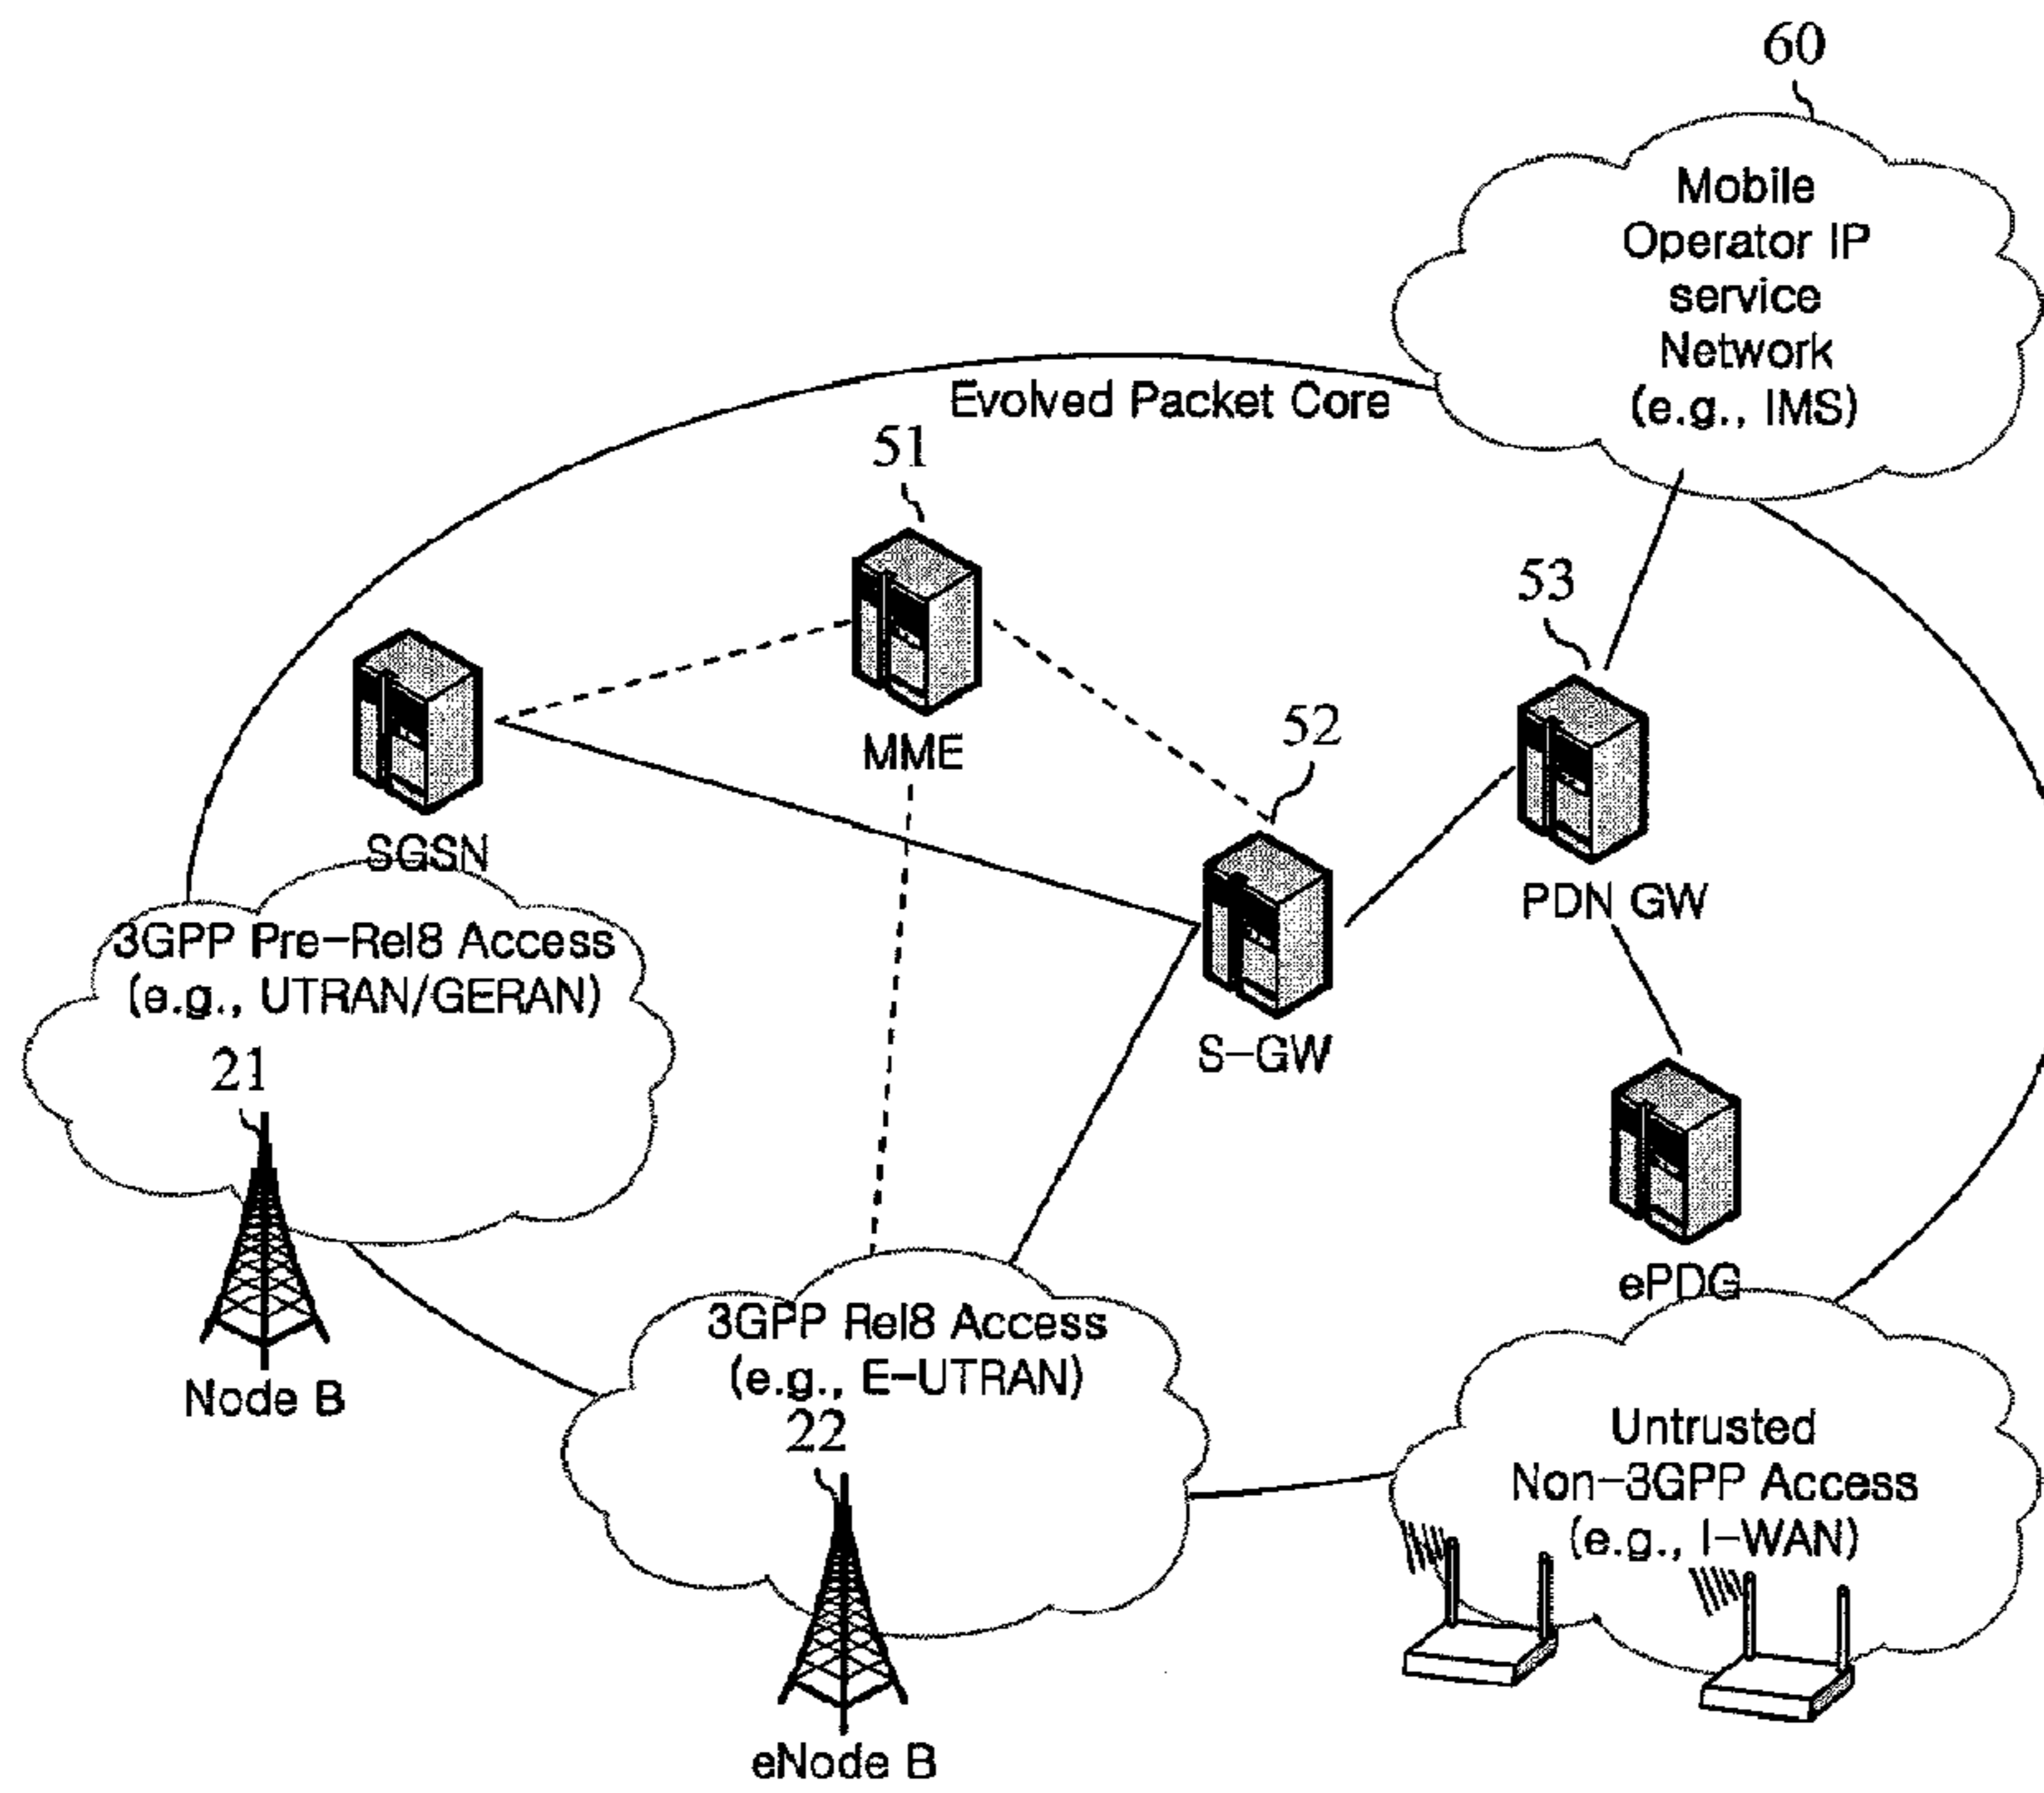 60
Mobile
Operator IP
service
Network
(e.g., IMS)
Evolved Packet Core
51
53
52
MME
SGSN
PDN GW
3GPP Pre-Rel8 Access
(e.g., UTRAN/GERAN)
S-GW
21
ePDG
3GPP Rel8 Access
(e.g., E-UTRAN)
22
Node B
Untrusted
Non-3GPP Access
(e.g., I-WAN)
eNode B